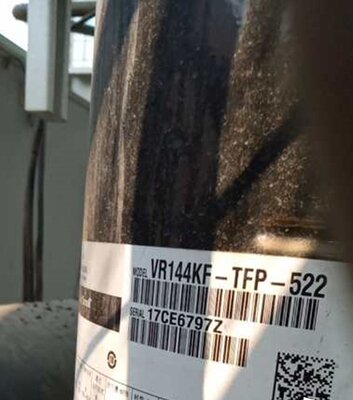 MODEL VR144KF-TFP-522
SERIAL 17CE6797Z